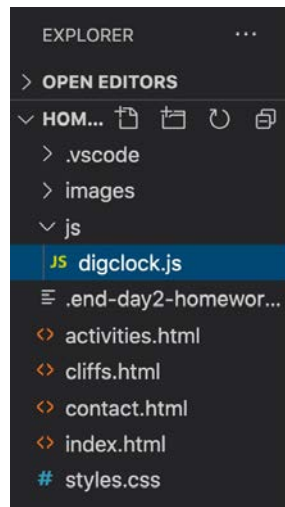 EXPLORER ...
OPEN EDITORS
HOM...
.vscode
images
js
JS digclock.js
.end-day2-homewor...
activities.html
cliffs.html
contact.html
index.html
# styles.css